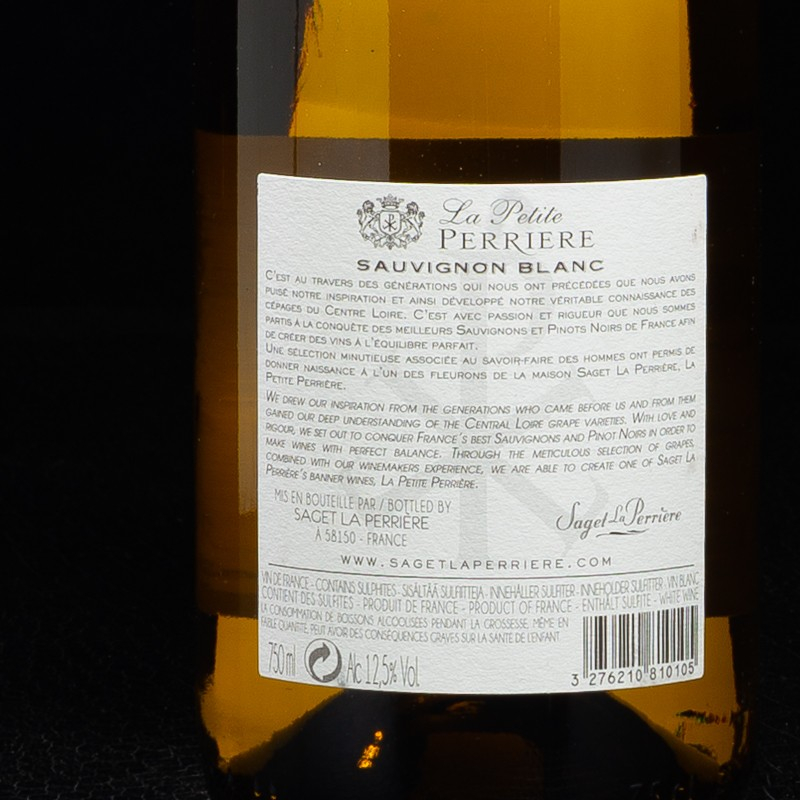 La Petite
PERRIERE
SAUVIGNON BLANC
C'EST AU TRAVERS DES GÉNÉRATIONS QUI NOUS ONT PRÉCÉDÉES QUE NOUS AVONS
PUISÉ NOTRE INSPIRATION ET AINSI DÉVELOPPÉ NOTRE VÉRITABLE CONNAISSANCE DES
CÉPAGES DU CENTRE LOIRE. C'EST AVEC PASSION ET RIGUEUR QUE NOUS SOMMES
PARTIS À LA CONQUÊTE DES MEILLEURS SAUVIGNONS ET PINOTS NOIRS DE FRANCE AFIN
DE CRÉER DES VINS À L'ÉQUILIBRE PARFAIT.
UNE SÉLECTION MINUTIEUSE ASSOCIÉE AU SAVOIR-FAIRE DES HOMMES ONT PERMIS DE
DONNER NAISSANCE À L'UN DES FLEURONS DE LA MAISON SAGET LA PERRIÈRE, LA
PETITE PERRIÈRE.
WE DREW OUR INSPIRATION FROM THE GENERATIONS WHO CAME BEFORE US AND FROM THEM
GAINED OUR DEEP UNDERSTANDING OF THE CENTRAL LOIRE GRAPE VARIETIES. WITH LOVE AND
RIGOUR, WE SET OUT TO CONQUER FRANCE'S BEST SAUVIGNONS AND PINOT NOIRS IN ORDER TO
MAKE WINES WITH PERFECT BALANCE. THROUGH THE METICULOUS SELECTION OF GRAPES,
COMBINED WITH OUR WINEMAKERS EXPERIENCE, WE ARE ABLE TO CREATE ONE OF SAGET LA
PERRIÈRE'S BANNER WINES, LA PETITE PERRIÈRE.
MIS EN BOUTEILLE PAR / BOTTLED BY
SAGET LA PERRIÈRE
À 58150 - FRANCE
Saget La Perrière
WWW.SAGETLAPERRIERE.COM
VIN DE FRANCE - CONTAINS SULPHITES - SISÄLTÄÄ SULFIITTEJA - INNEHÅLLER SULFITER - INNEHOLDER SULFITTER - VIN BLANC
CONTIENT DES SULFITES - PRODUIT DE FRANCE - PRODUCT OF FRANCE - ENTHÄLT SULFITE - WHITE WINE
LA CONSOMMATION DE BOISSONS ALCOOLISÉES PENDANT LA GROSSESSE, MÊME EN
FAIBLE QUANTITÉ, PEUT AVOIR DES CONSÉQUENCES GRAVES SUR LA SANTÉ DE L'ENFANT.
750 ml Alc 12,5% Vol.
3 276210 810105